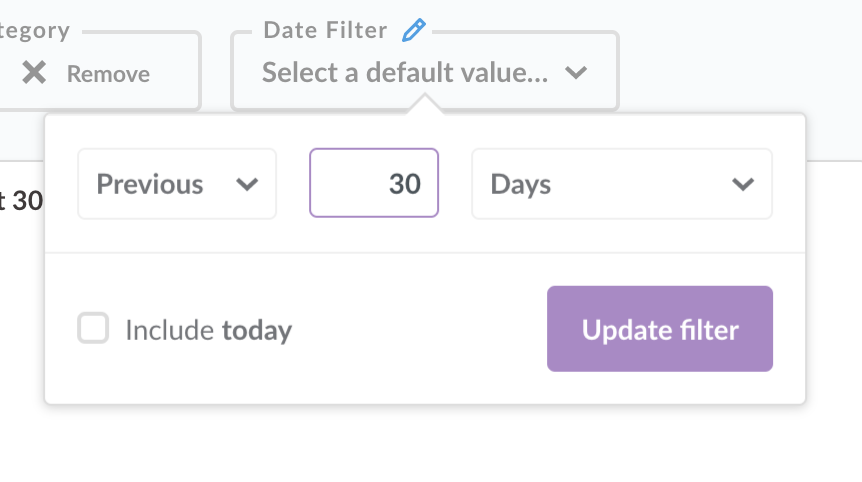 tegory
Date Filter
Remove
Select a default value...
Previous
30
Days
t 30
Include today
Update filter